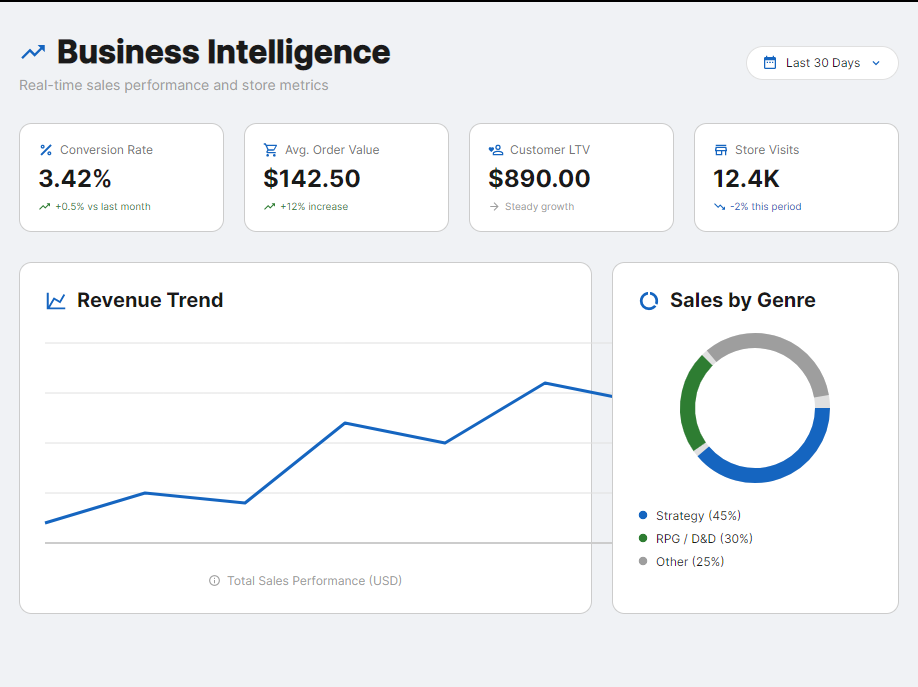 Business Intelligence
Real-time sales performance and store metrics
Last 30 Days
Conversion Rate
3.42%
+0.5% vs last month
Avg. Order Value
$142.50
+12% increase
Customer LTV
$890.00
Steady growth
Store Visits
12.4K
-2% this period
Revenue Trend
Total Sales Performance (USD)
Sales by Genre
Strategy (45%)
RPG / D&D (30%)
Other (25%)